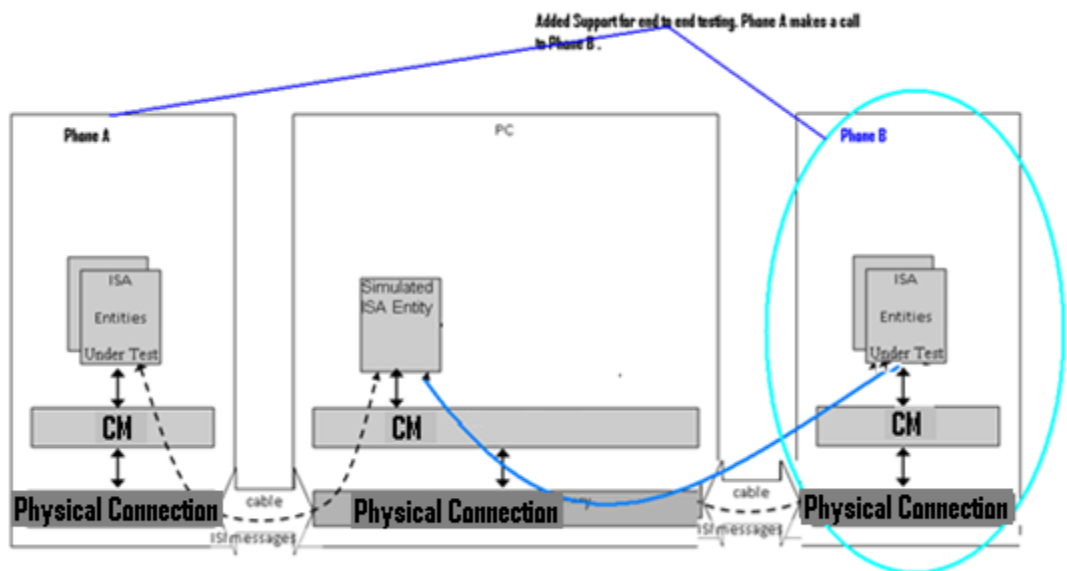 Added Support for end to end testing. Phone A makes a call
to Phone B .
Phone A
PC
Phone B
ISA
Entities
Under Test
Simulated
ISA Entity
ISA
Entities
Under Test
CM
CM
CM
Physical Connection
cable
Physical Connection
cable
Physical Connection
ISI messages
ISI messages